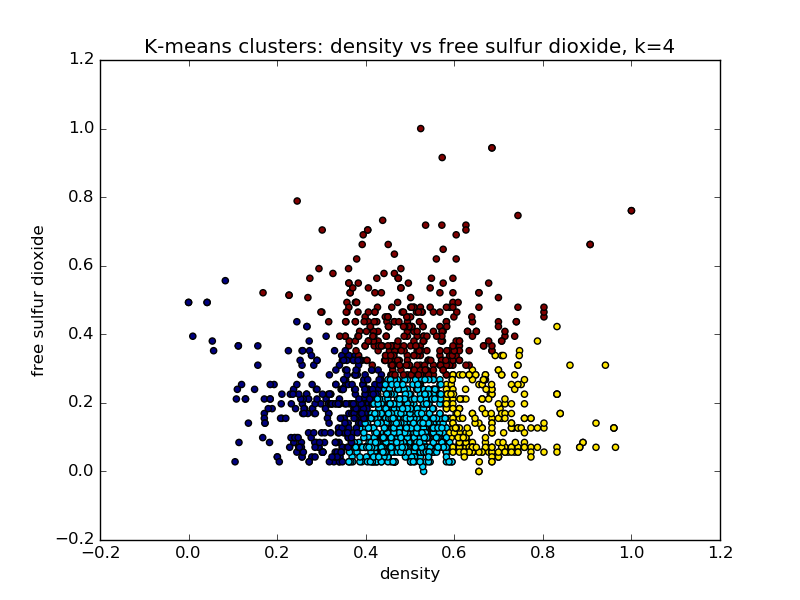 K-means clusters: density vs free sulfur dioxide, k=4
1.2
1.0
0.8
0.6
0.4
0.2
0.0
−0.2
free sulfur dioxide
−0.2 0.0 0.2 0.4 0.6 0.8 1.0 1.2
density